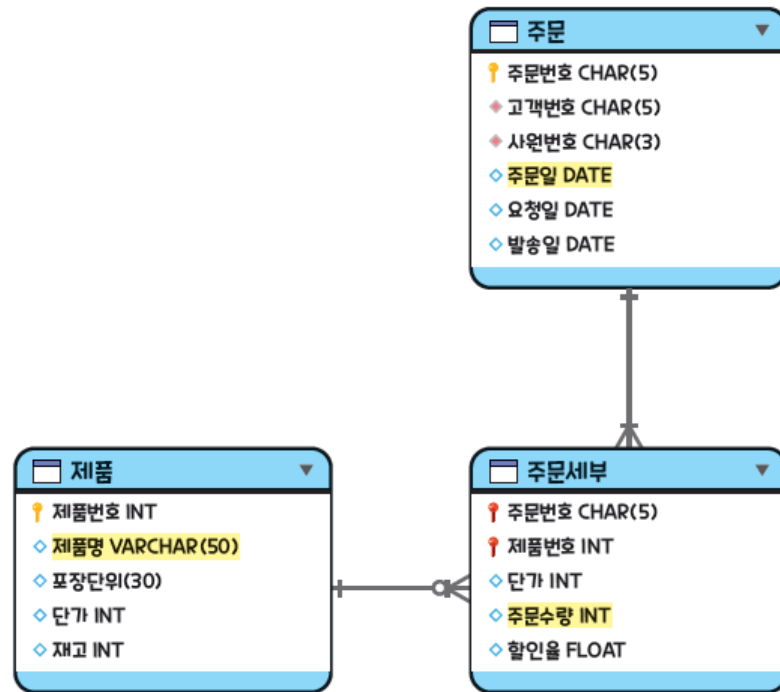 주문
주문번호 CHAR(5)
고객번호 CHAR(5)
사원번호 CHAR(3)
주문일 DATE
요청일 DATE
발송일 DATE
제품
제품번호 INT
제품명 VARCHAR(50)
포장단위(30)
단가 INT
재고 INT
주문세부
주문번호 CHAR(5)
제품번호 INT
단가 INT
주문수량 INT
할인율 FLOAT